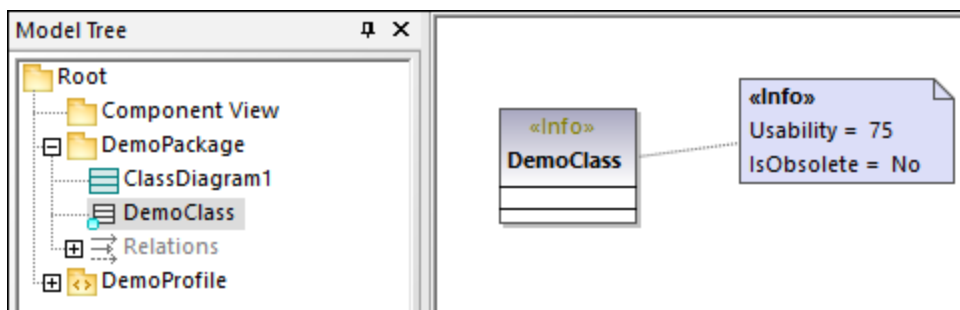 Model Tree
Root
Component View
DemoPackage
ClassDiagram1
DemoClass
Relations
DemoProfile
«Info»
DemoClass
«Info»
Usability = 75
IsObsolete = No